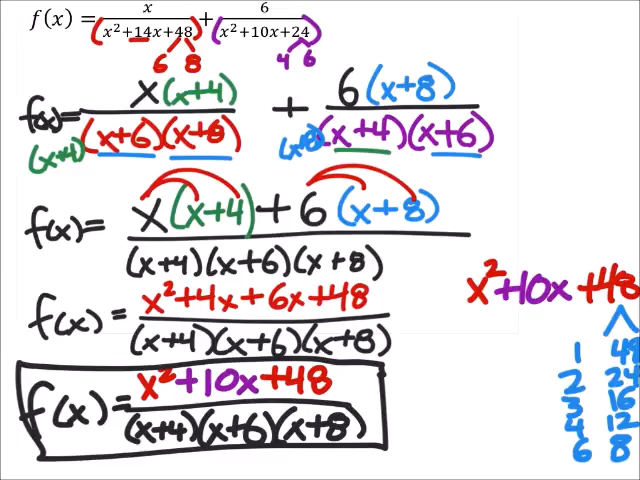 f(x) = x/(x²+14x+48) + 6/(x²+10x+24)
6 8 4 6
f(x)= x(x+4)/(x+6)(x+8) + 6(x+8)/(x+4)(x+6)
(x+4) (x+8)
f(x)= x(x+4)+6(x+8)/(x+4)(x+6)(x+8)
f(x)= x²+4x+6x+48/(x+4)(x+6)(x+8)
f(x)= x²+10x+48/(x+4)(x+6)(x+8)
x²+10x+48
1 48
2 24
3 16
4 12
6 8